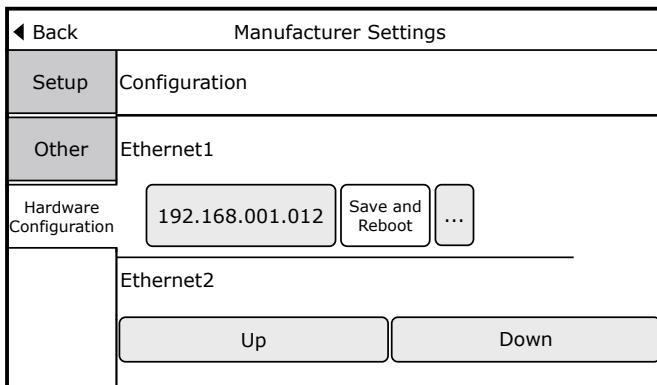 Back
Manufacturer Settings
Setup
Configuration
Other
Ethernet1
Hardware
Configuration
192.168.001.012
Save and
Reboot
...
Ethernet2
Up
Down